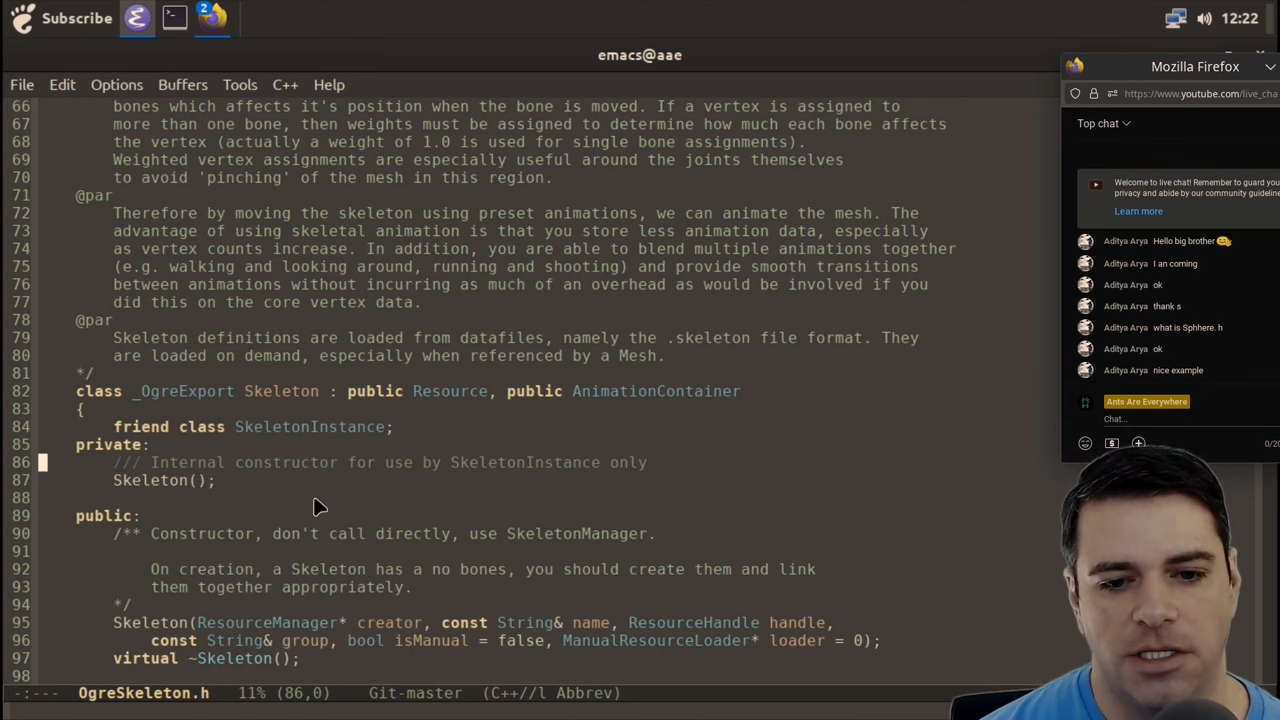 Subscribe
2
12:22
emacs@aae
File Edit Options Buffers Tools C++ Help
66 bones which affects it's position when the bone is moved. If a vertex is assigned to
67 more than one bone, then weights must be assigned to determine how much each bone affects
68 the vertex (actually a weight of 1.0 is used for single bone assignments).
69 Weighted vertex assignments are especially useful around the joints themselves
70 to avoid 'pinching' of the mesh in this region.
71 @par
72 Therefore by moving the skeleton using preset animations, we can animate the mesh. The
73 advantage of using skeletal animation is that you store less animation data, especially
74 as vertex counts increase. In addition, you are able to blend multiple animations together
75 (e.g. walking and looking around, running and shooting) and provide smooth transitions
76 between animations without incurring as much of an overhead as would be involved if you
77 did this on the core vertex data.
78 @par
79 Skeleton definitions are loaded from datafiles, namely the .skeleton file format. They
80 are loaded on demand, especially when referenced by a Mesh.
81 */
82 class _OgreExport Skeleton : public Resource, public AnimationContainer
83 {
84 friend class SkeletonInstance;
85 private:
86 /// Internal constructor for use by SkeletonInstance only
87 Skeleton();
88
89 public:
90 /** Constructor, don't call directly, use SkeletonManager.
91
92 On creation, a Skeleton has a no bones, you should create them and link
93 them together appropriately.
94 */
95 Skeleton(ResourceManager* creator, const String& name, ResourceHandle handle,
96 const String& group, bool isManual = false, ManualResourceLoader* loader = 0);
97 virtual ~Skeleton();
98
-:--- OgreSkeleton.h 11% (86,0) Git-master (C++//l Abbrev)
Mozilla Firefox
https://www.youtube.com/live_cha
Top chat
Welcome to live chat! Remember to guard you
privacy and abide by our community guideline
Learn more
Aditya Arya Hello big brother
Aditya Arya I an coming
Aditya Arya ok
Aditya Arya thank s
Aditya Arya what is Sphhere. h
Aditya Arya ok
Aditya Arya nice example
Ants Are Everywhere
Chat...
0/20